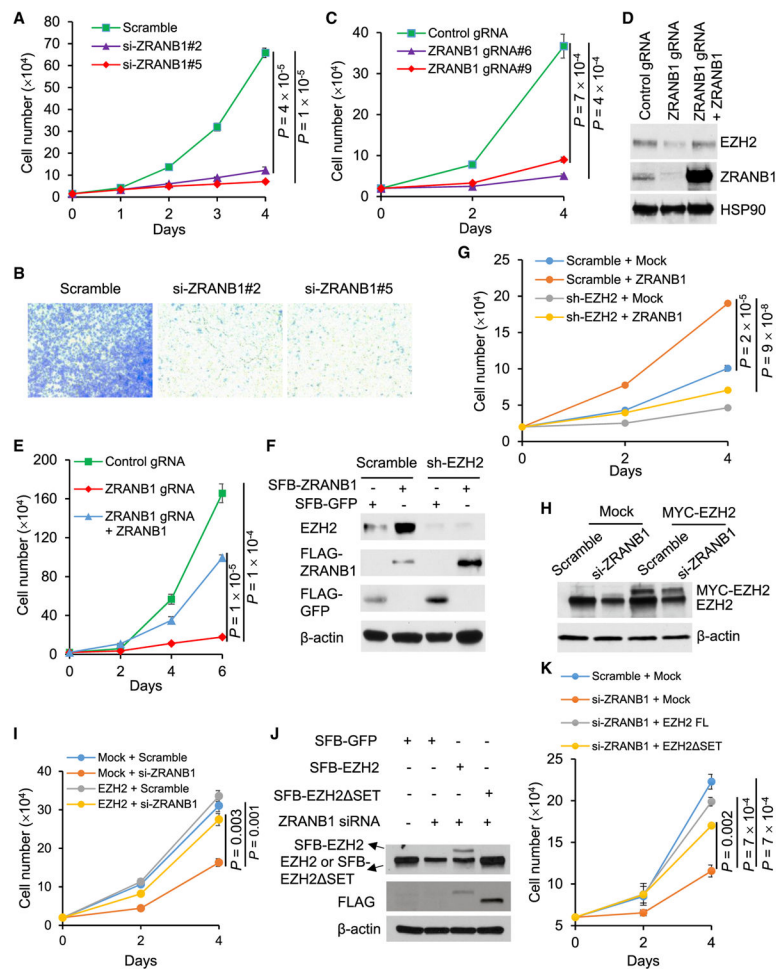 A
Scramble
si-ZRANB1#2
si-ZRANB1#5
Cell number (×10⁴)
80
70
60
50
40
30
20
10
0
0 1 2 3 4
Days
P = 4 × 10⁻⁵
P = 1 × 10⁻⁵
C
Control gRNA
ZRANB1 gRNA#6
ZRANB1 gRNA#9
Cell number (×10⁴)
40
30
20
10
0
0 2 4
Days
P = 7 × 10⁻⁴
P = 4 × 10⁻⁴
D
Control gRNA
ZRANB1 gRNA
ZRANB1 gRNA
+ ZRANB1
EZH2
ZRANB1
HSP90
B
Scramble si-ZRANB1#2 si-ZRANB1#5
G
Scramble + Mock
Scramble + ZRANB1
sh-EZH2 + Mock
sh-EZH2 + ZRANB1
Cell number (×10⁴)
25
20
15
10
5
0
0 2 4
Days
P = 2 × 10⁻⁵
P = 9 × 10⁻⁸
E
Control gRNA
ZRANB1 gRNA
ZRANB1 gRNA
+ ZRANB1
Cell number (×10⁴)
200
160
120
80
40
0
0 2 4 6
Days
P = 1 × 10⁻⁵
P = 1 × 10⁻⁴
F
Scramble sh-EZH2
SFB-ZRANB1 - + - +
SFB-GFP + - + -
EZH2
FLAG-
ZRANB1
FLAG-
GFP
β-actin
H
Mock MYC-EZH2
Scramble
si-ZRANB1
Scramble
si-ZRANB1
MYC-EZH2
EZH2
β-actin
I
Mock + Scramble
Mock + si-ZRANB1
EZH2 + Scramble
EZH2 + si-ZRANB1
Cell number (×10⁴)
40
30
20
10
0
0 2 4
Days
P = 0.003
P = 0.001
J
SFB-GFP + + - -
SFB-EZH2 - - + -
SFB-EZH2ΔSET - - - +
ZRANB1 siRNA - + + +
SFB-EZH2
EZH2 or SFB-
EZH2ΔSET
FLAG
β-actin
K
Scramble + Mock
si-ZRANB1 + Mock
si-ZRANB1 + EZH2 FL
si-ZRANB1 + EZH2ΔSET
Cell number (×10⁴)
25
20
15
10
5
0 2 4
Days
P = 0.002
P = 7 × 10⁻⁴
P = 7 × 10⁻⁴